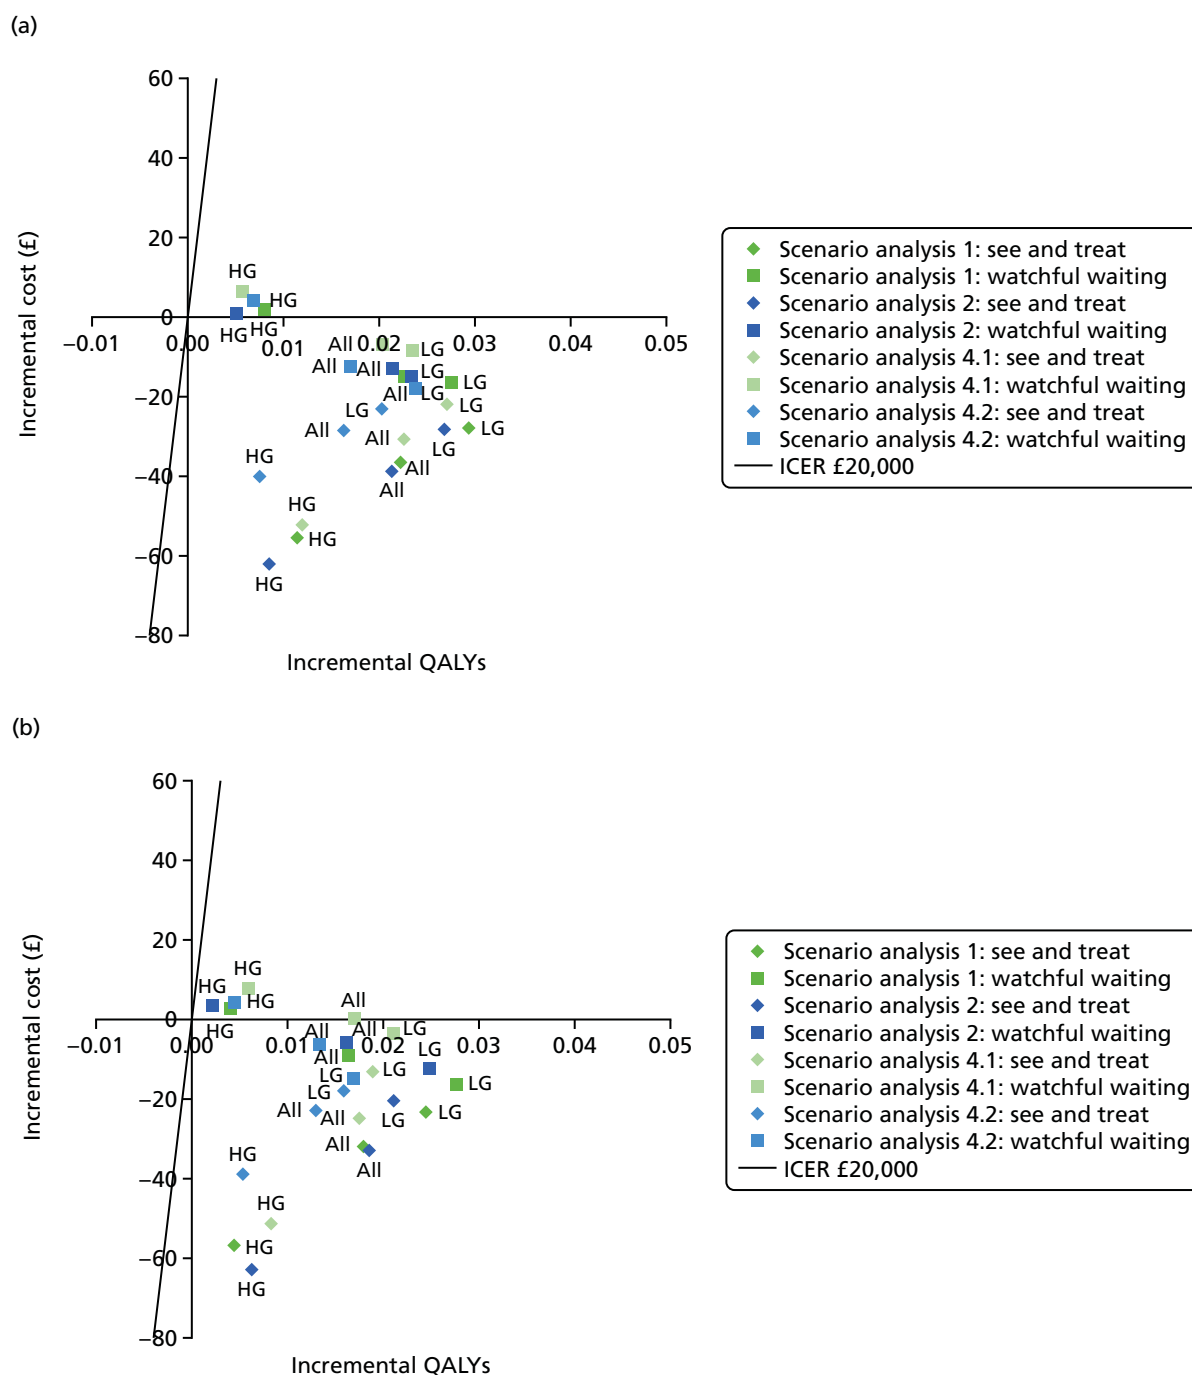 (a)
60
40
20
0
−20
−40
−60
−80
−0.01
0.00
0.01
0.02
0.03
0.04
0.05
Incremental cost (£)
Incremental QALYs
HG
HG
HG
HG
All
LG
All
All
LG
All
LG
LG
LG
LG
All
All
LG
LG
All
All
HG
HG
HG
HG
Scenario analysis 1: see and treat
Scenario analysis 1: watchful waiting
Scenario analysis 2: see and treat
Scenario analysis 2: watchful waiting
Scenario analysis 4.1: see and treat
Scenario analysis 4.1: watchful waiting
Scenario analysis 4.2: see and treat
Scenario analysis 4.2: watchful waiting
ICER £20,000
(b)
60
40
20
0
−20
−40
−60
−80
−0.01
0.00
0.01
0.02
0.03
0.04
0.05
Incremental cost (£)
Incremental QALYs
HG
HG
HG
HG
All
All
All
LG
All
LG
LG
LG
LG
LG
All
All
LG
LG
All
All
HG
HG
HG
HG
Scenario analysis 1: see and treat
Scenario analysis 1: watchful waiting
Scenario analysis 2: see and treat
Scenario analysis 2: watchful waiting
Scenario analysis 4.1: see and treat
Scenario analysis 4.1: watchful waiting
Scenario analysis 4.2: see and treat
Scenario analysis 4.2: watchful waiting
ICER £20,000